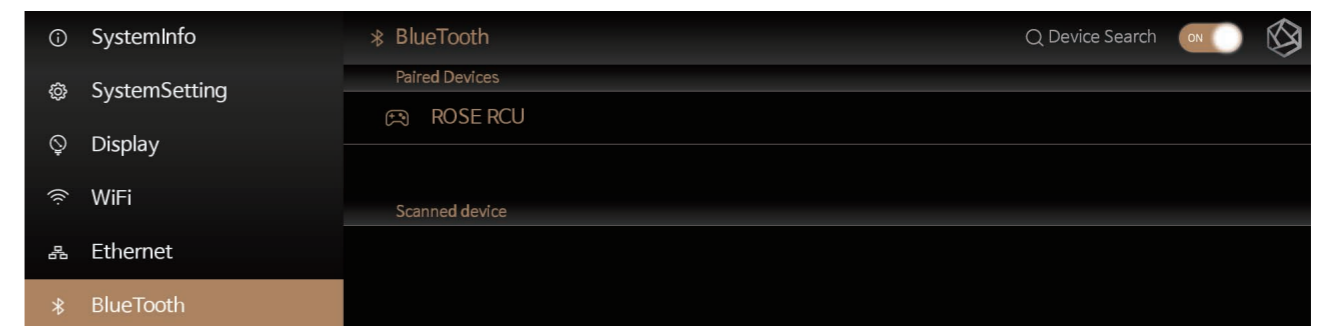 SystemInfo
SystemSetting
Display
WiFi
Ethernet
BlueTooth
BlueTooth
Device Search
ON
Paired Devices
ROSE RCU
Scanned device